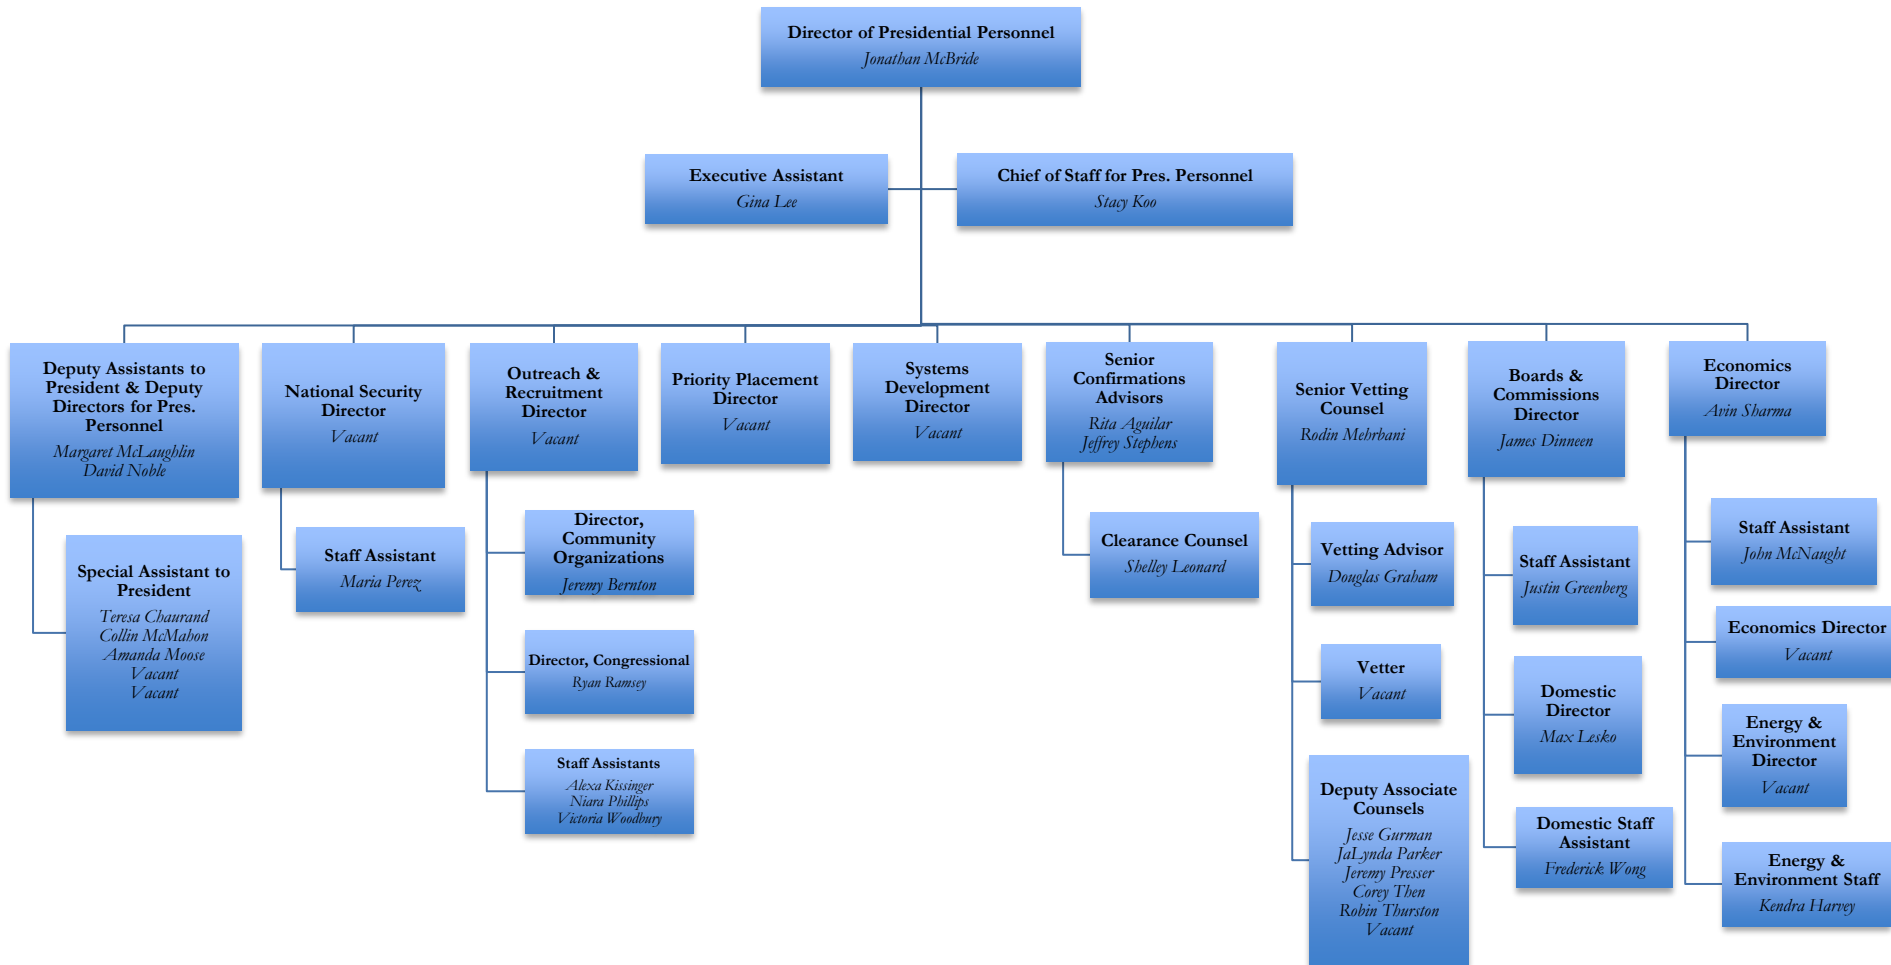 Director of Presidential Personnel
Jonathan McBride
Executive Assistant
Gina Lee
Chief of Staff for Pres. Personnel
Stacy Koo
Deputy Assistants to
President & Deputy
Directors for Pres.
Personnel
Margaret McLaughlin
David Noble
Special Assistant to
President
Teresa Chaurand
Collin McMahon
Amanda Moose
Vacant
Vacant
National Security
Director
Vacant
Staff Assistant
Maria Perez
Outreach &
Recruitment
Director
Vacant
Director,
Community
Organizations
Jeremy Bernton
Director, Congressional
Ryan Ramsey
Staff Assistants
Alexa Kissinger
Niara Phillips
Victoria Woodbury
Priority Placement
Director
Vacant
Systems
Development
Director
Vacant
Senior
Confirmations
Advisors
Rita Aguilar
Jeffrey Stephens
Clearance Counsel
Shelley Leonard
Senior Vetting
Counsel
Rodin Mehrbani
Vetting Advisor
Douglas Graham
Vetter
Vacant
Deputy Associate
Counsels
Jesse Gurman
JaLynda Parker
Jeremy Presser
Corey Then
Robin Thurston
Vacant
Boards &
Commissions
Director
James Dinneen
Staff Assistant
Justin Greenberg
Domestic
Director
Max Lesko
Domestic Staff
Assistant
Frederick Wong
Economics
Director
Avin Sharma
Staff Assistant
John McNaught
Economics Director
Vacant
Energy &
Environment
Director
Vacant
Energy &
Environment Staff
Kendra Harvey